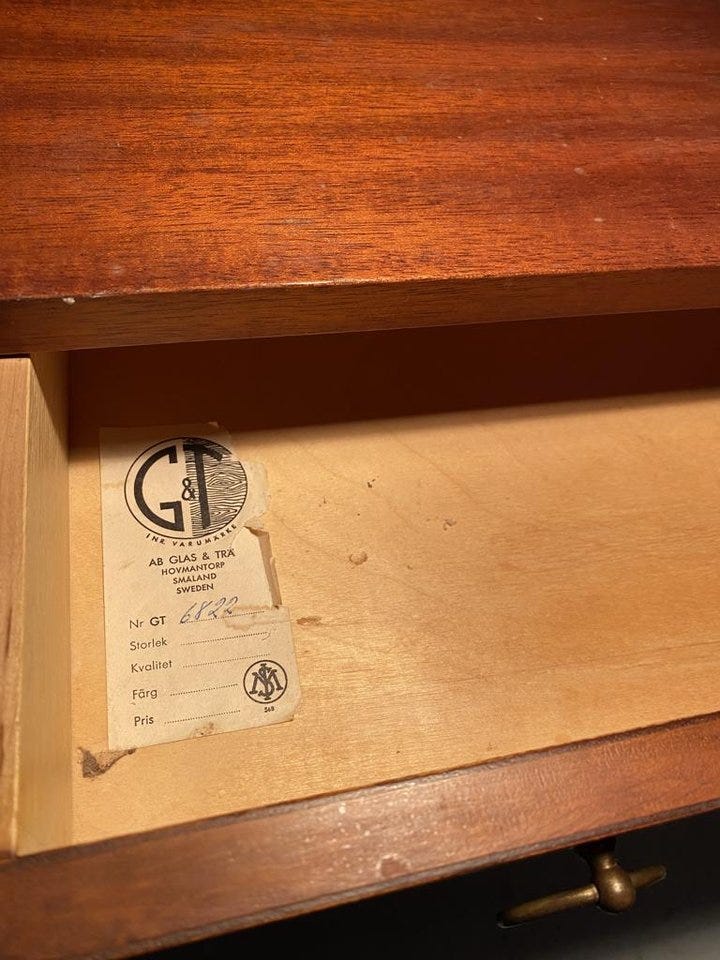 G&T
INR. VARUMÄRKE
AB GLAS & TRÄ
HOVMANTORP
SMÅLAND
SWEDEN
Nr GT 6822
Storlek
Kvalitet
Färg
Pris